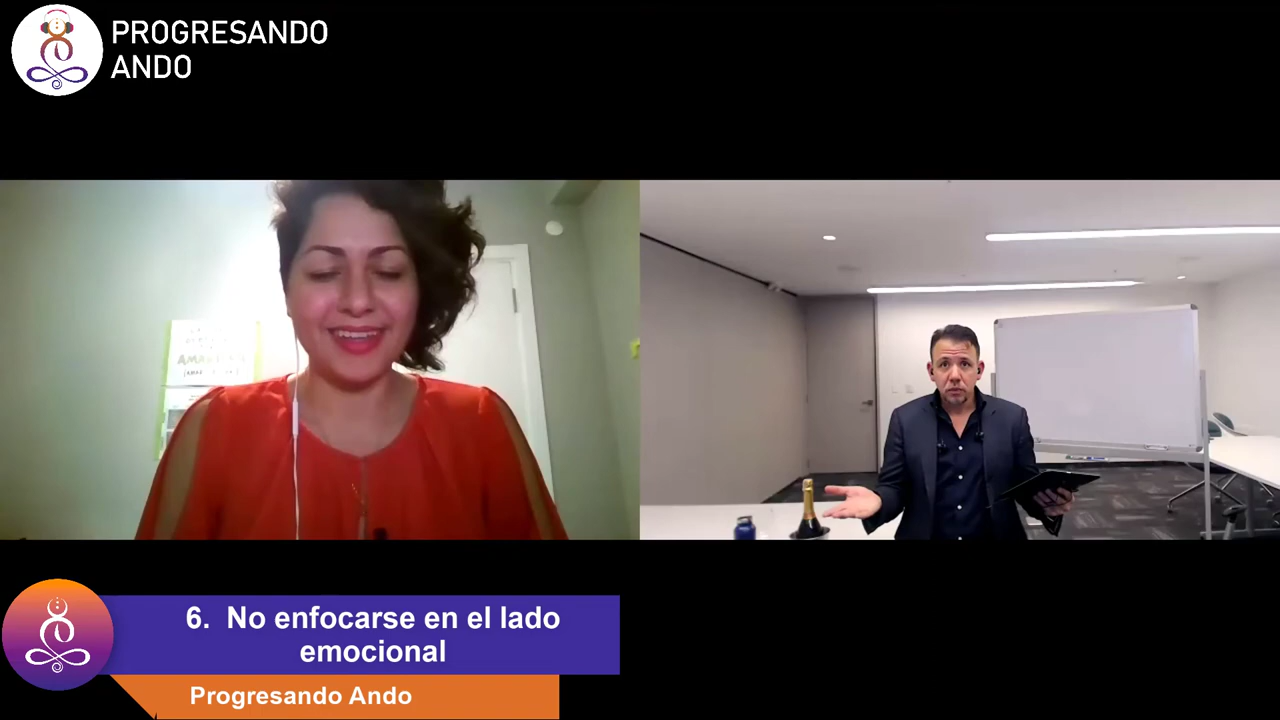 PROGRESANDO
ANDO
6. No enfocarse en el lado
emocional
Progresando Ando